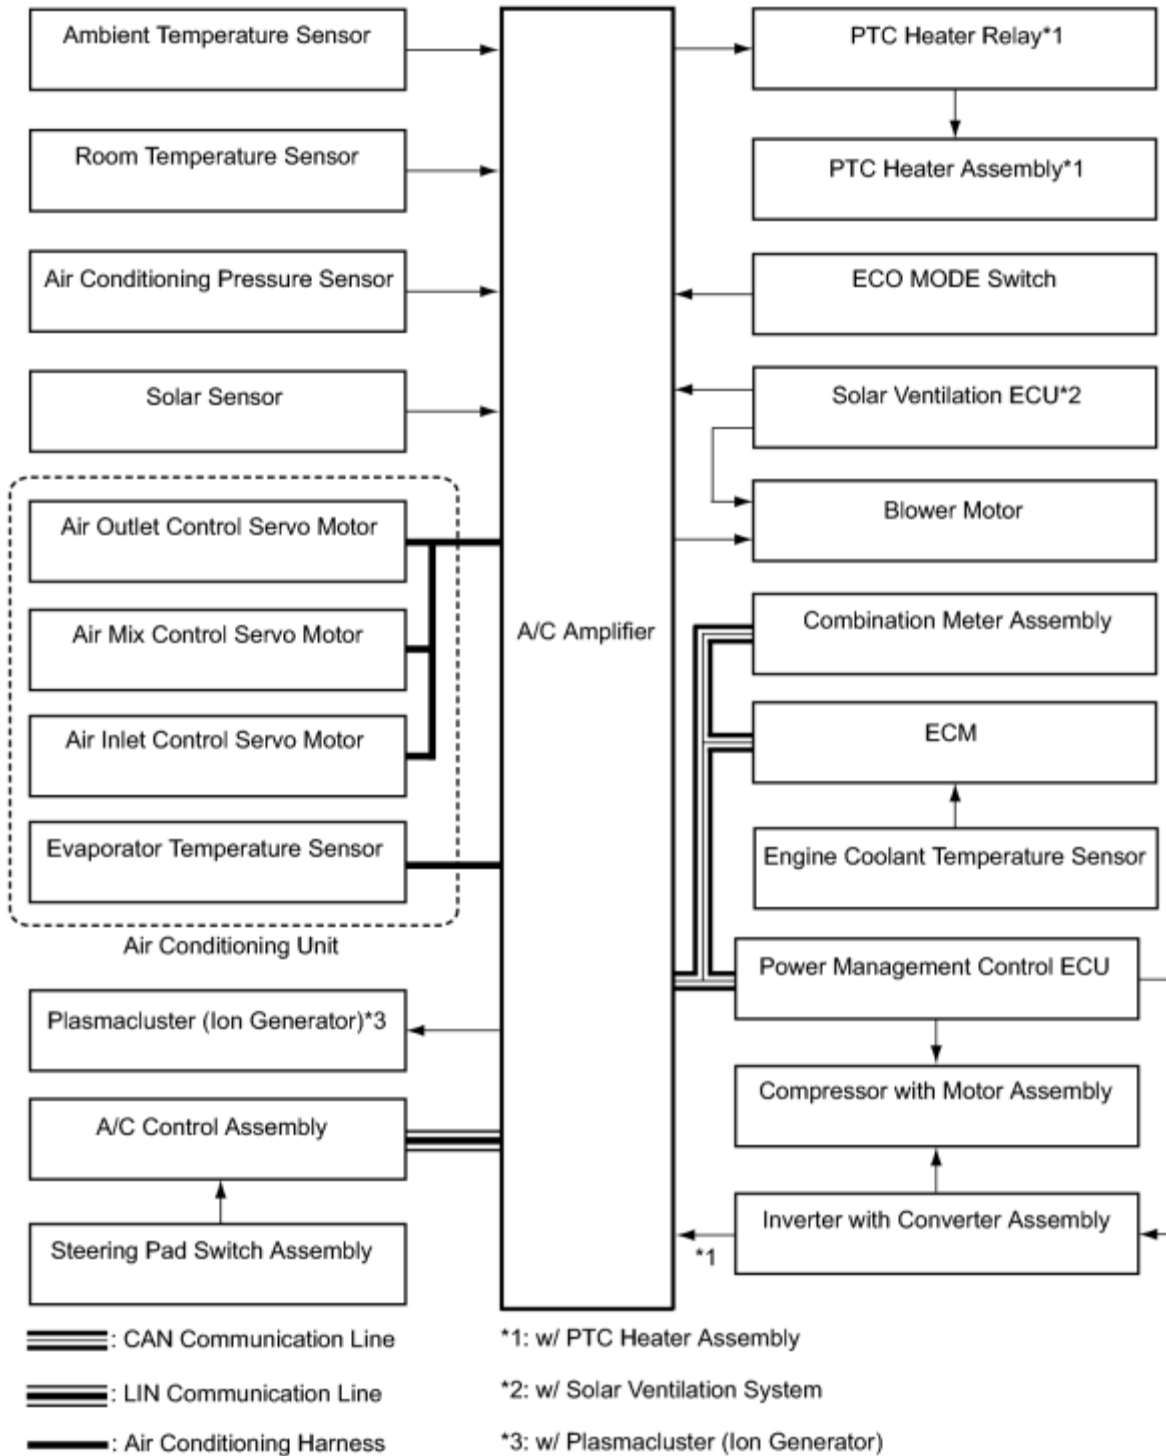 Ambient Temperature Sensor
Room Temperature Sensor
Air Conditioning Pressure Sensor
Solar Sensor
Air Outlet Control Servo Motor
Air Mix Control Servo Motor
Air Inlet Control Servo Motor
Evaporator Temperature Sensor
Air Conditioning Unit
Plasmacluster (Ion Generator)*3
A/C Control Assembly
Steering Pad Switch Assembly
A/C Amplifier
PTC Heater Relay*1
PTC Heater Assembly*1
ECO MODE Switch
Solar Ventilation ECU*2
Blower Motor
Combination Meter Assembly
ECM
Engine Coolant Temperature Sensor
Power Management Control ECU
Compressor with Motor Assembly
Inverter with Converter Assembly
*1
: CAN Communication Line
: LIN Communication Line
: Air Conditioning Harness
*1: w/ PTC Heater Assembly
*2: w/ Solar Ventilation System
*3: w/ Plasmacluster (Ion Generator)